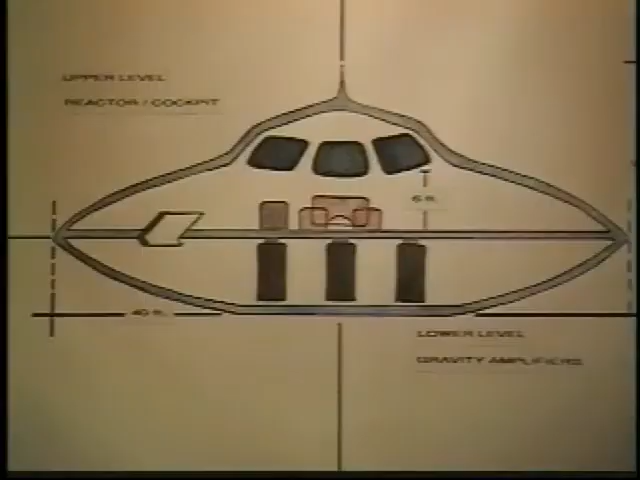 UPPER LEVEL
REACTOR / COCKPIT
6 ft.
40 ft.
LOWER LEVEL
GRAVITY AMPLIFIERS